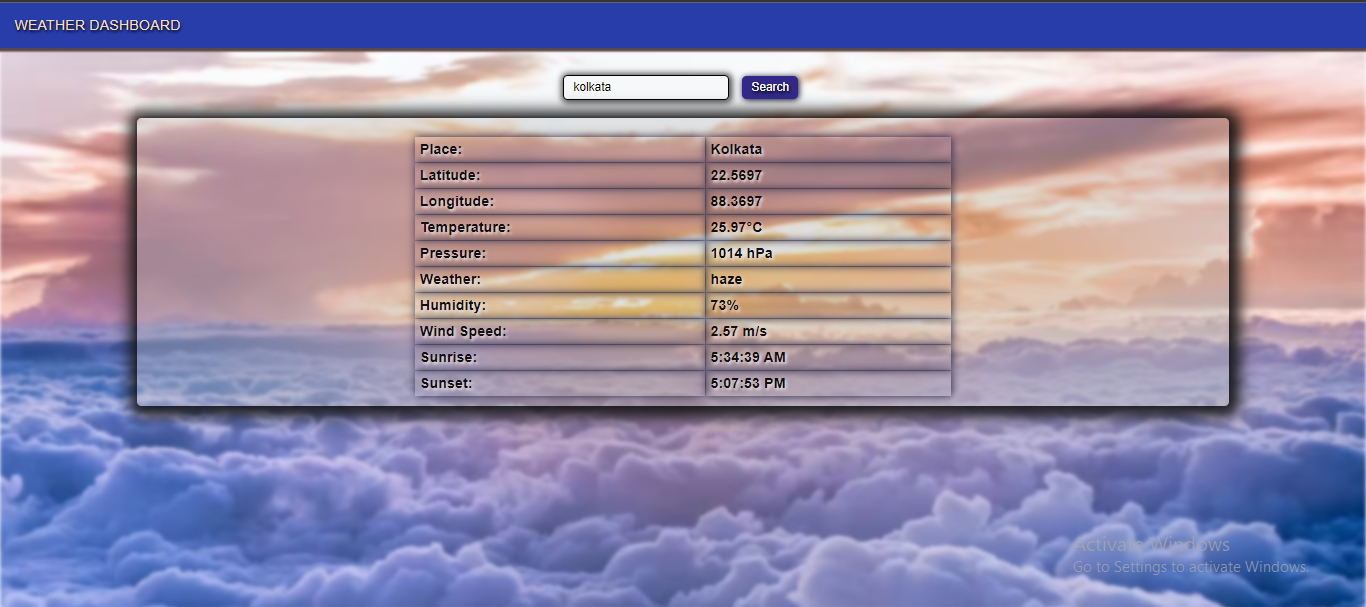 WEATHER DASHBOARD
kolkata Search
Place: Kolkata
Latitude: 22.5697
Longitude: 88.3697
Temperature: 25.97°C
Pressure: 1014 hPa
Weather: haze
Humidity: 73%
Wind Speed: 2.57 m/s
Sunrise: 5:34:39 AM
Sunset: 5:07:53 PM
Activate Windows
Go to Settings to activate Windows.